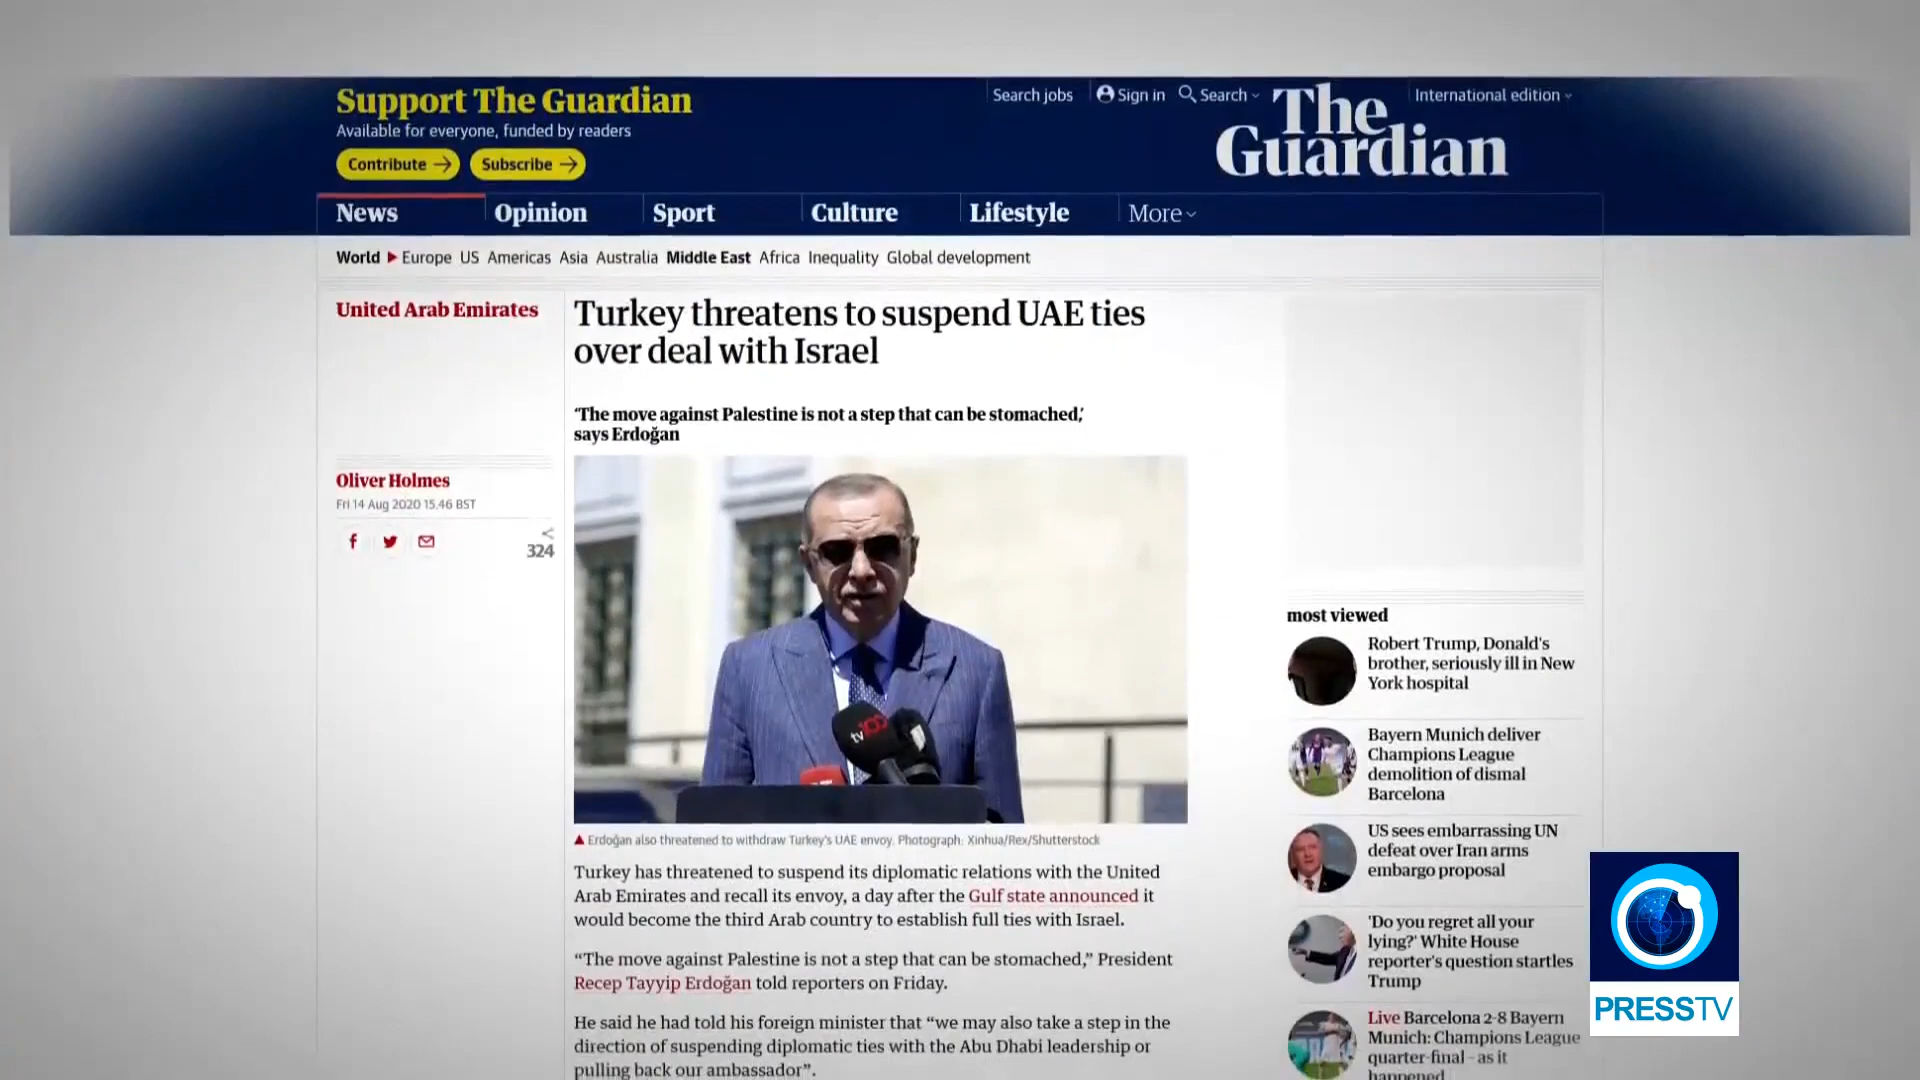 Support The Guardian
Available for everyone, funded by readers
Contribute
Subscribe
Search jobs
Sign in
Search
International edition
The
Guardian
News
Opinion
Sport
Culture
Lifestyle
More
World
Europe
US
Americas
Asia
Australia
Middle East
Africa
Inequality
Global development
United Arab Emirates
Oliver Holmes
Fri 14 Aug 2020 15.46 BST
324
Turkey threatens to suspend UAE ties
over deal with Israel
‘The move against Palestine is not a step that can be stomached,’
says Erdoğan
tv100
Erdoğan also threatened to withdraw Turkey's UAE envoy. Photograph: Xinhua/Rex/Shutterstock
Turkey has threatened to suspend its diplomatic relations with the United
Arab Emirates and recall its envoy, a day after the Gulf state announced it
would become the third Arab country to establish full ties with Israel.
“The move against Palestine is not a step that can be stomached,” President
Recep Tayyip Erdoğan told reporters on Friday.
He said he had told his foreign minister that “we may also take a step in the
direction of suspending diplomatic ties with the Abu Dhabi leadership or
pulling back our ambassador”.
most viewed
Robert Trump, Donald's
brother, seriously ill in New
York hospital
Bayern Munich deliver
Champions League
demolition of dismal
Barcelona
US sees embarrassing UN
defeat over Iran arms
embargo proposal
'Do you regret all your
lying?' White House
reporter's question startles
Trump
Live Barcelona 2-8 Bayern
Munich: Champions League
quarter-final – as it
happened
PRESSTV